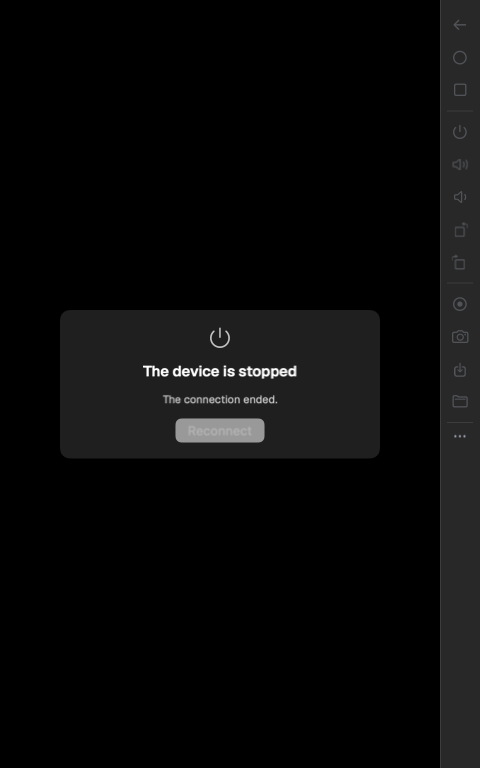 The device is stopped
The connection ended.
Reconnect